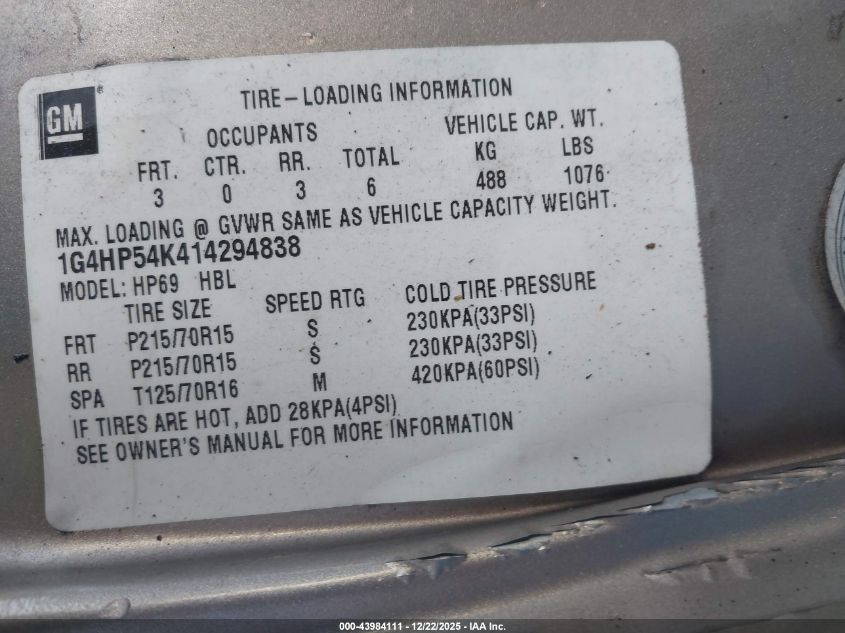 GM
TIRE-LOADING INFORMATION
OCCUPANTS VEHICLE CAP. WT.
FRT. CTR. RR. TOTAL KG LBS
3 0 3 6 488 1076
MAX. LOADING @ GVWR SAME AS VEHICLE CAPACITY WEIGHT.
1G4HP54K414294838
MODEL: HP69 HBL
TIRE SIZE SPEED RTG COLD TIRE PRESSURE
FRT P215/70R15 S 230KPA(33PSI)
RR P215/70R15 S 230KPA(33PSI)
SPA T125/70R16 M 420KPA(60PSI)
IF TIRES ARE HOT, ADD 28KPA(4PSI)
SEE OWNER'S MANUAL FOR MORE INFORMATION
000-43984111 - 12/22/2025 - IAA Inc.